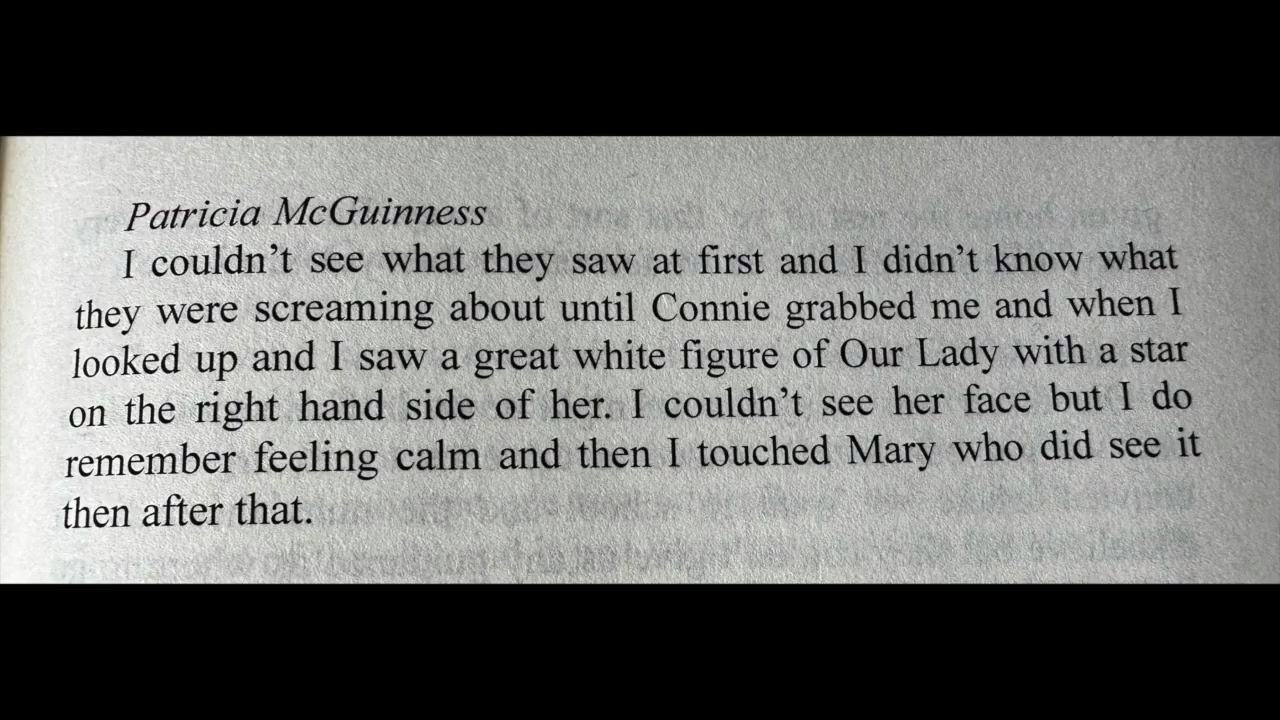 Patricia McGuinness
I couldn’t see what they saw at first and I didn’t know what
they were screaming about until Connie grabbed me and when I
looked up and I saw a great white figure of Our Lady with a star
on the right hand side of her. I couldn’t see her face but I do
remember feeling calm and then I touched Mary who did see it
then after that.